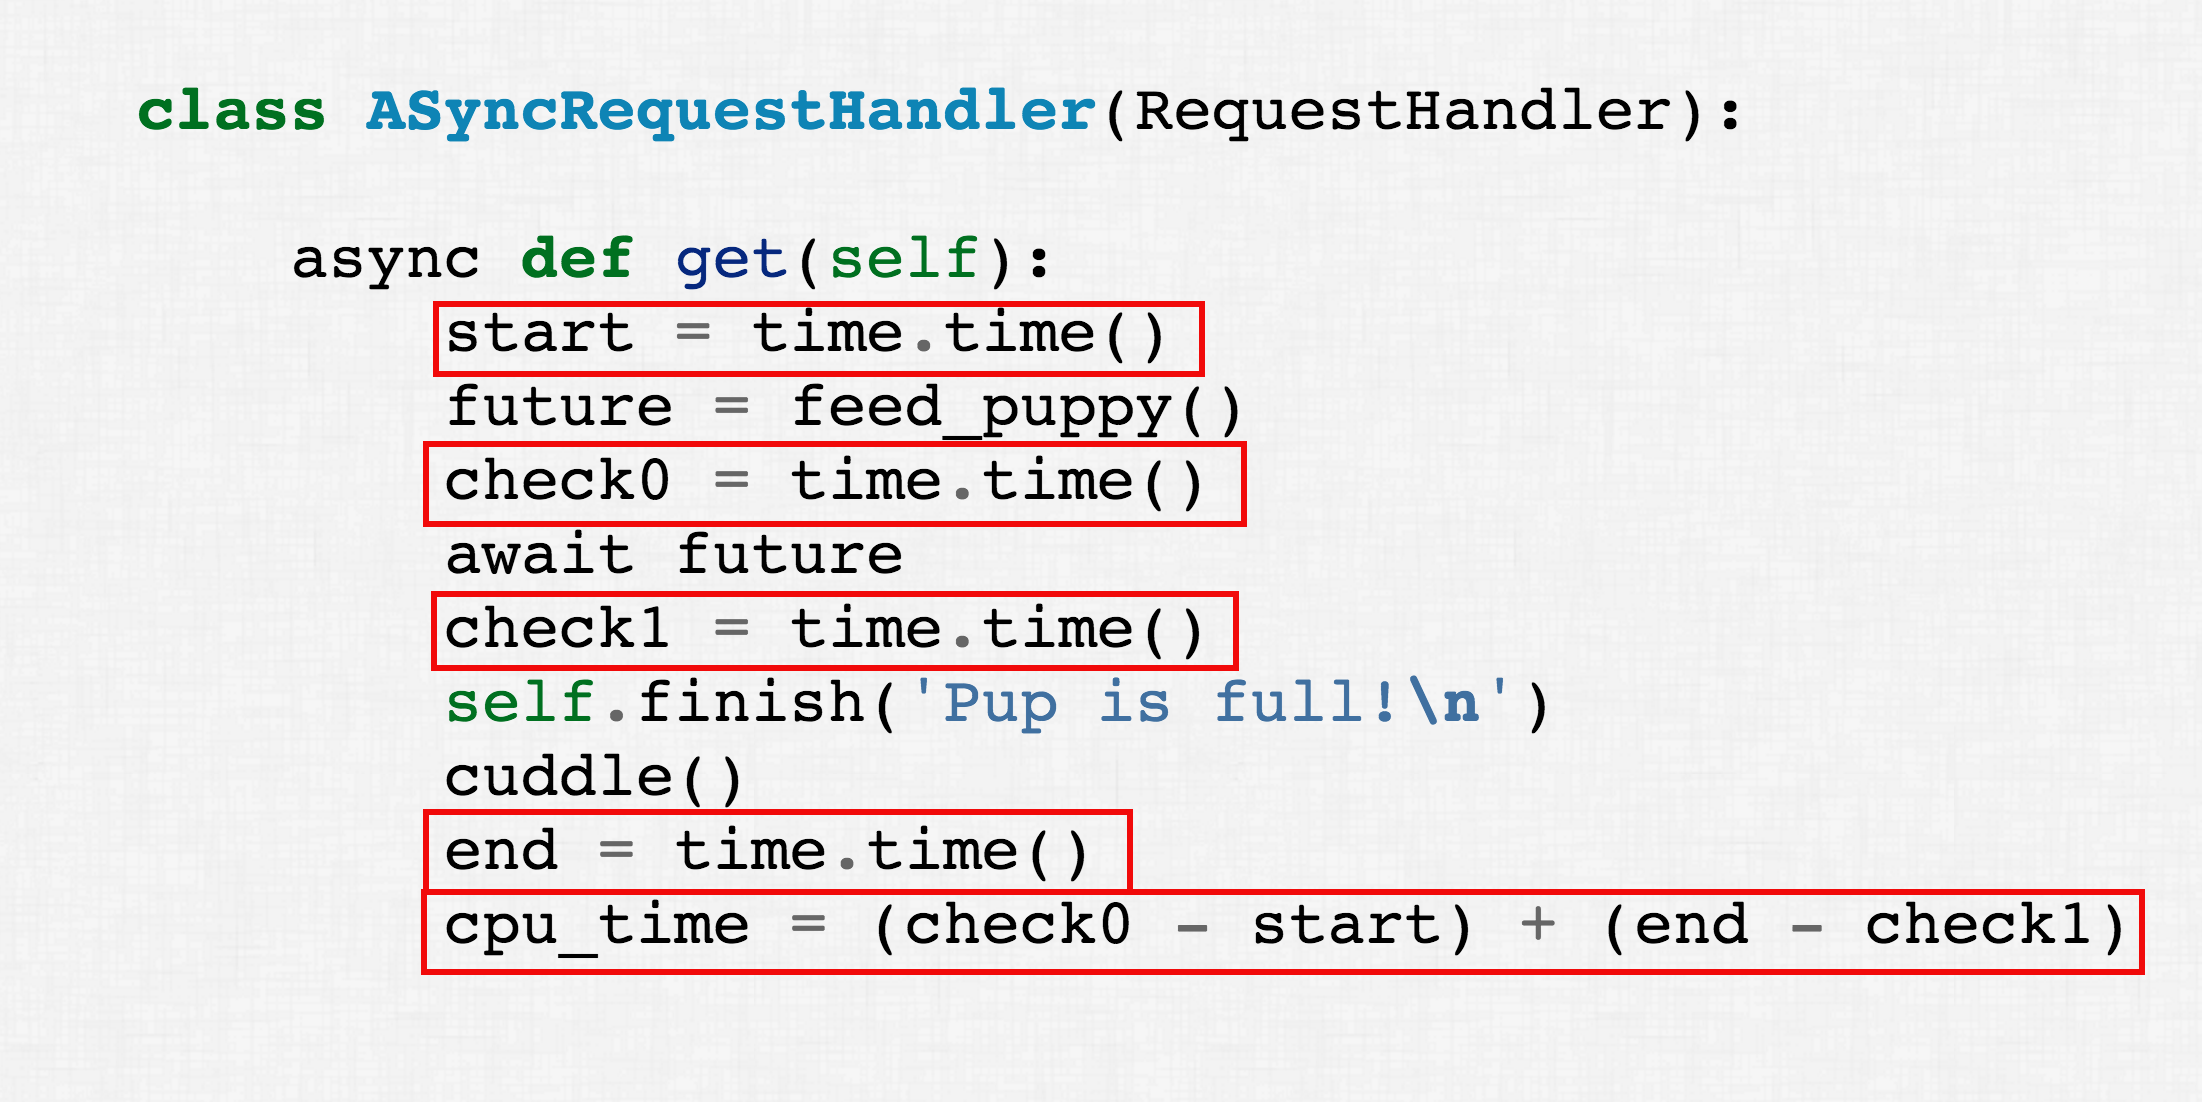 class ASyncRequestHandler(RequestHandler):
async def get(self):
start = time.time()
future = feed_puppy()
check0 = time.time()
await future
check1 = time.time()
self.finish('Pup is full!\n')
cuddle()
end = time.time()
cpu_time = (check0 - start) + (end - check1)